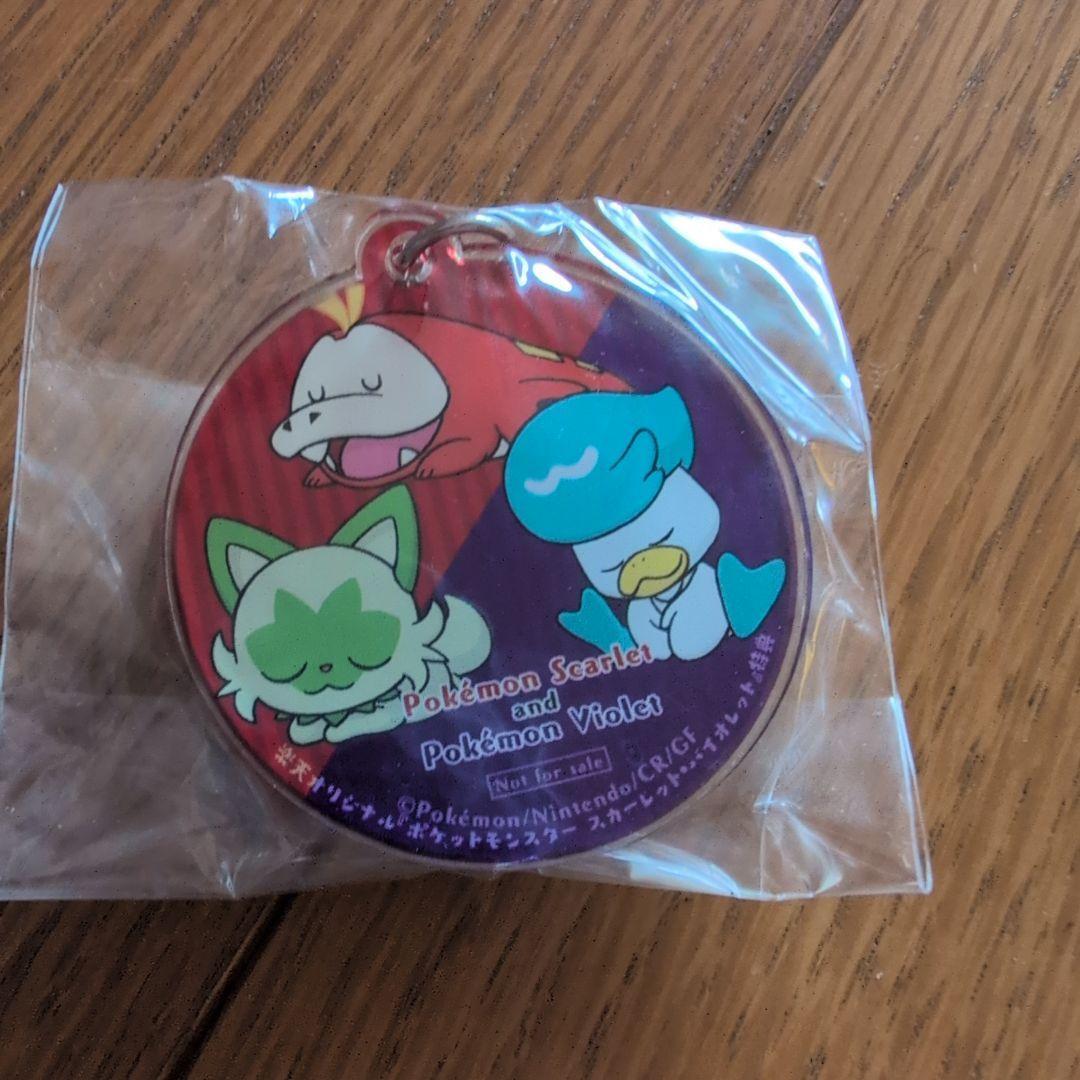 Pokémon Scarlet
and
Pokémon Violet
Not for sale
©Pokémon/Nintendo/CR/GF
楽天オリジナル『ポケットモンスター スカーレット・バイオレット』特典